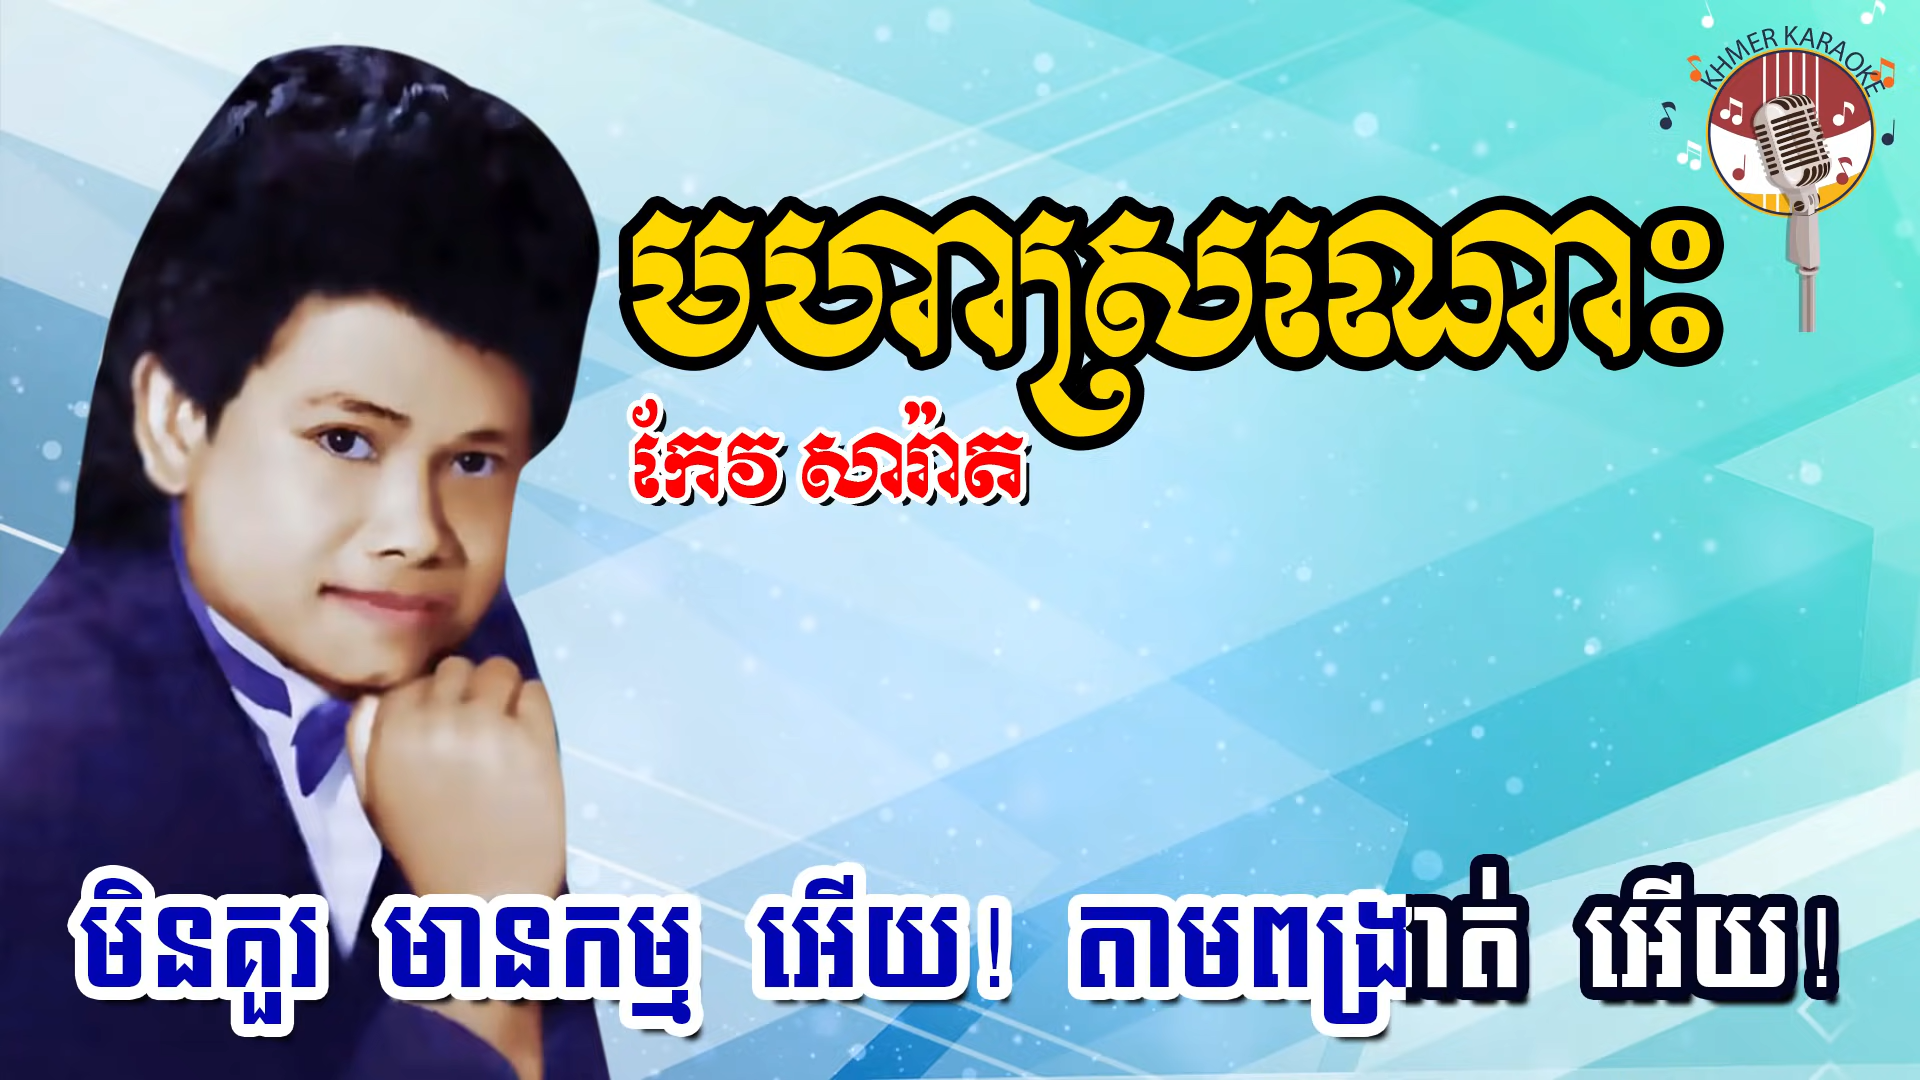 KHMER KARAOKE
មហាស្រណោះ
កែវ សារ៉ាត
មិនគួរ មានកម្ម អើយ! តាមពង្រាត់ អើយ!